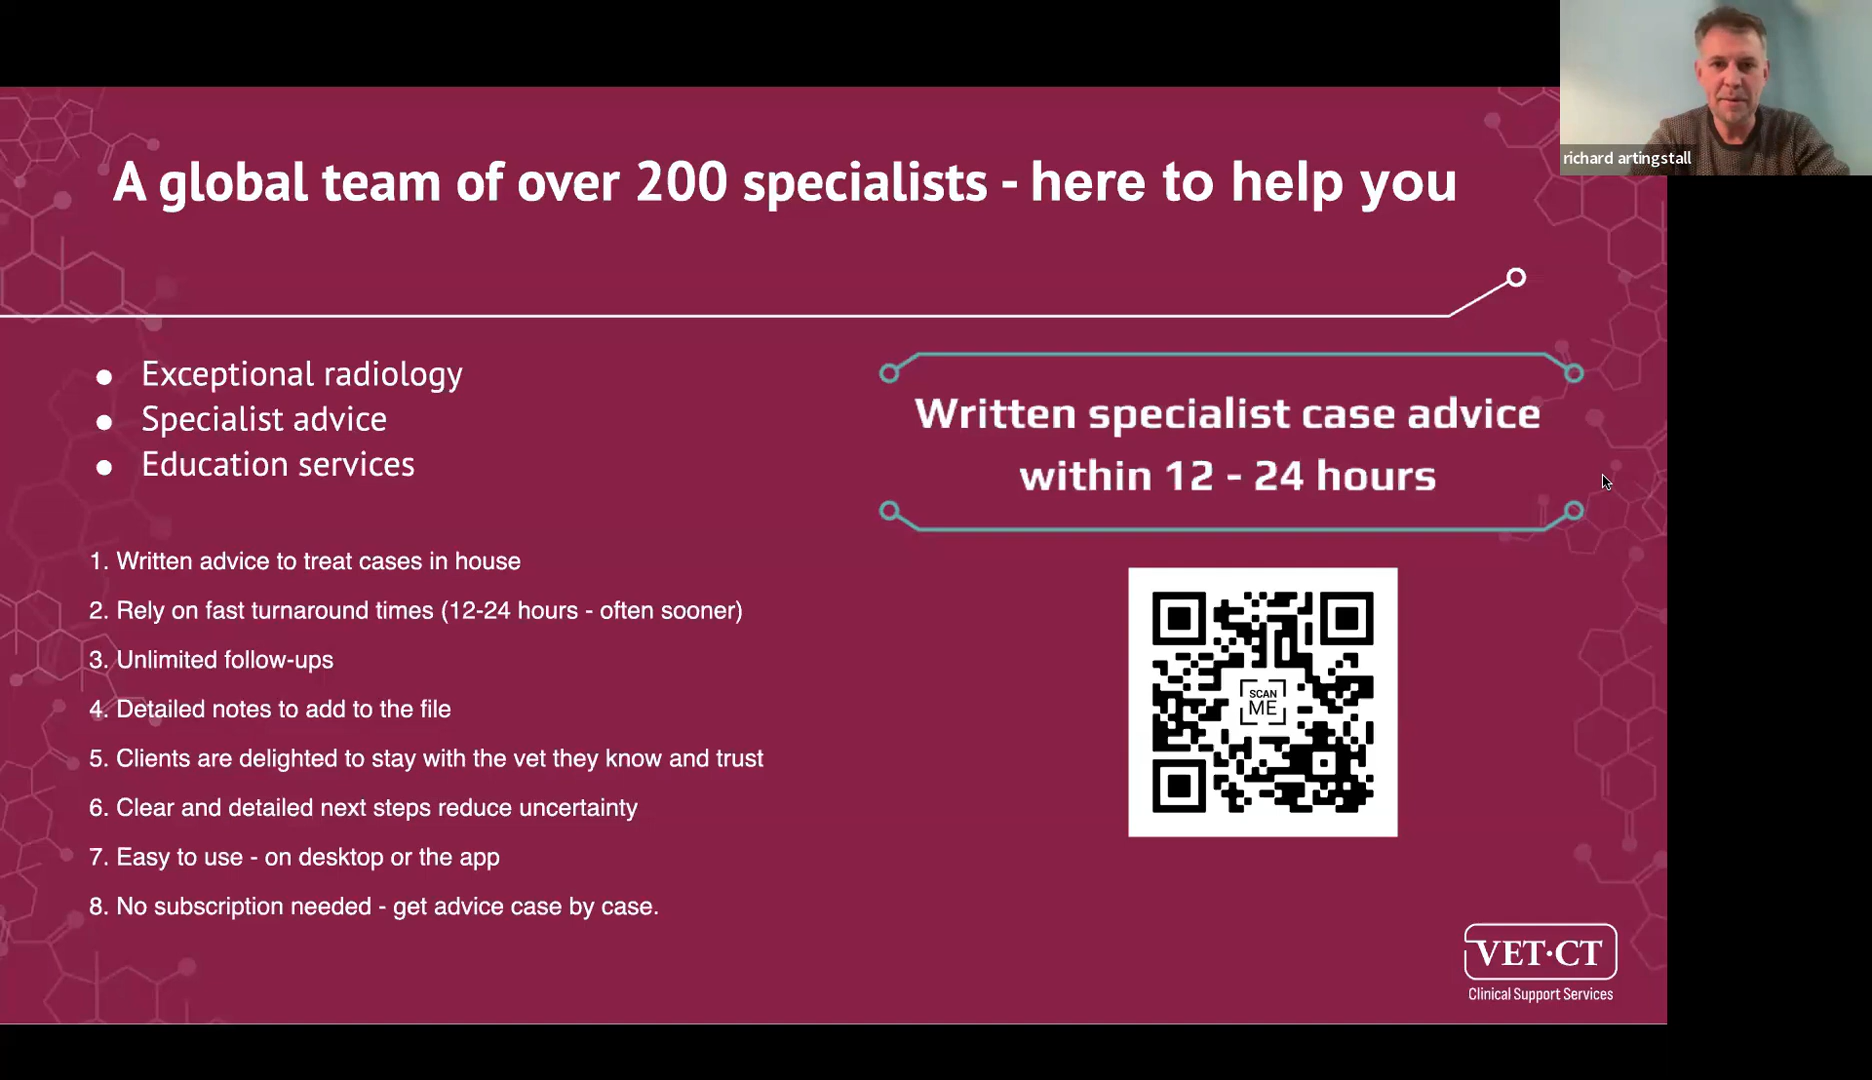 richard artingstall
A global team of over 200 specialists - here to help you
● Exceptional radiology
● Specialist advice
● Education services
Written specialist case advice
within 12 - 24 hours
1. Written advice to treat cases in house
2. Rely on fast turnaround times (12-24 hours - often sooner)
3. Unlimited follow-ups
4. Detailed notes to add to the file
5. Clients are delighted to stay with the vet they know and trust
6. Clear and detailed next steps reduce uncertainty
7. Easy to use - on desktop or the app
8. No subscription needed - get advice case by case.
SCAN
ME
VET·CT
Clinical Support Services